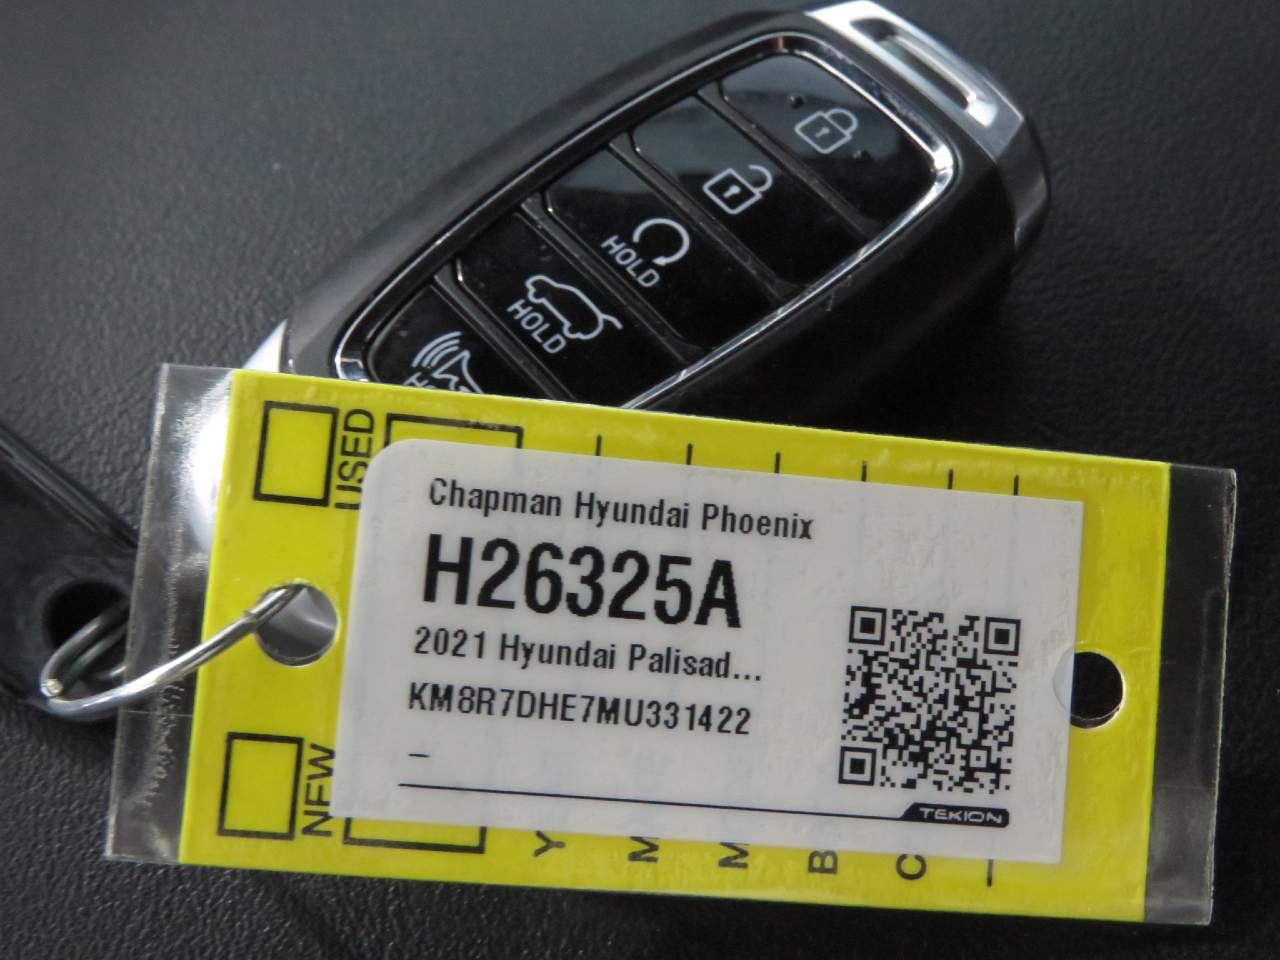 HOLD
HOLD
USED
Chapman Hyundai Phoenix
H26325A
2021 Hyundai Palisad...
KM8R7DHE7MU331422
–
TEKION
NEW
Y
M
M
B
C